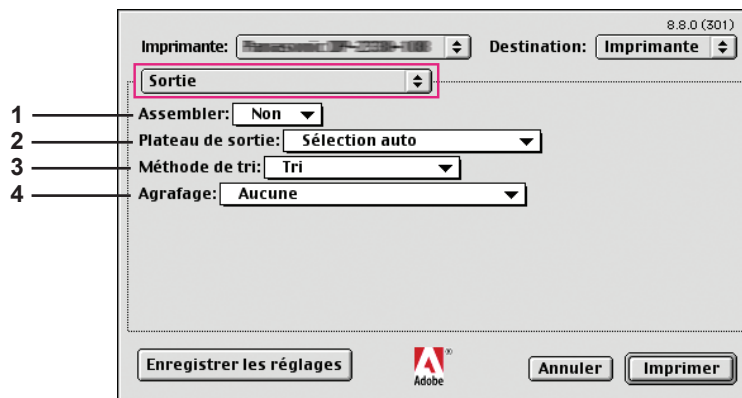 8.8.0 (301)
Imprimante: Destination: Imprimante
Sortie
1 Assembler: Non
2 Plateau de sortie: Sélection auto
3 Méthode de tri: Tri
4 Agrafage: Aucune
Enregistrer les réglages Adobe® Annuler Imprimer